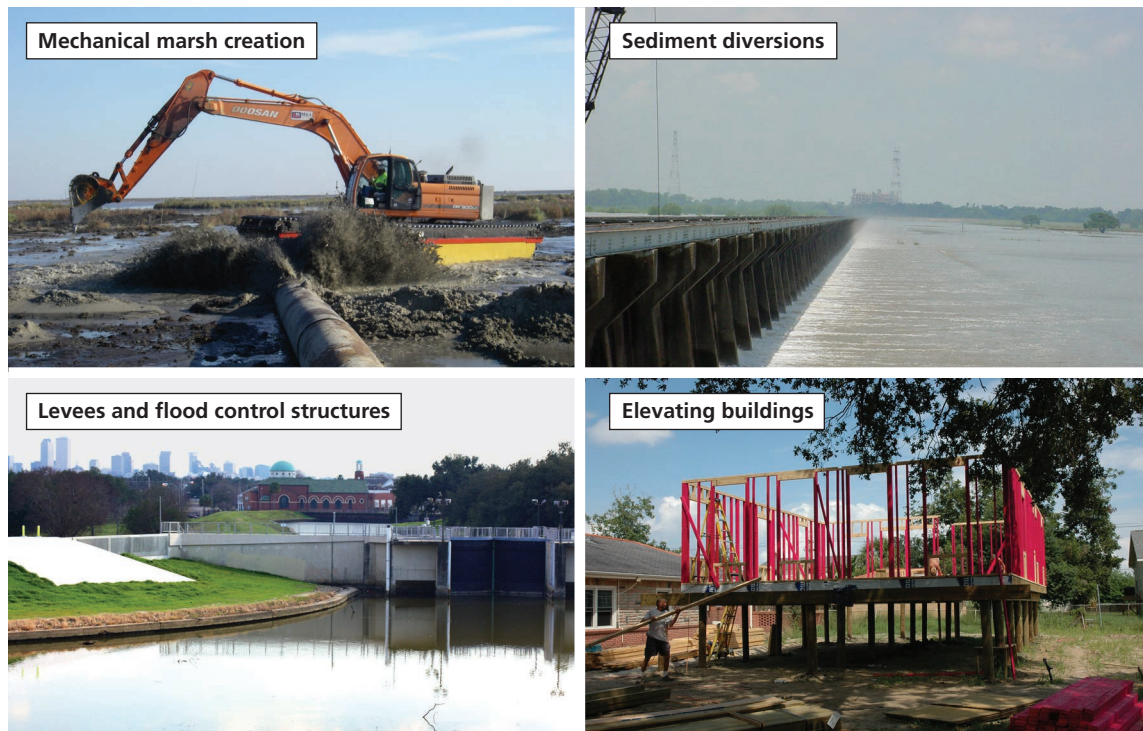 Mechanical marsh creation
Sediment diversions
DOOSAN
Levees and flood control structures
Elevating buildings